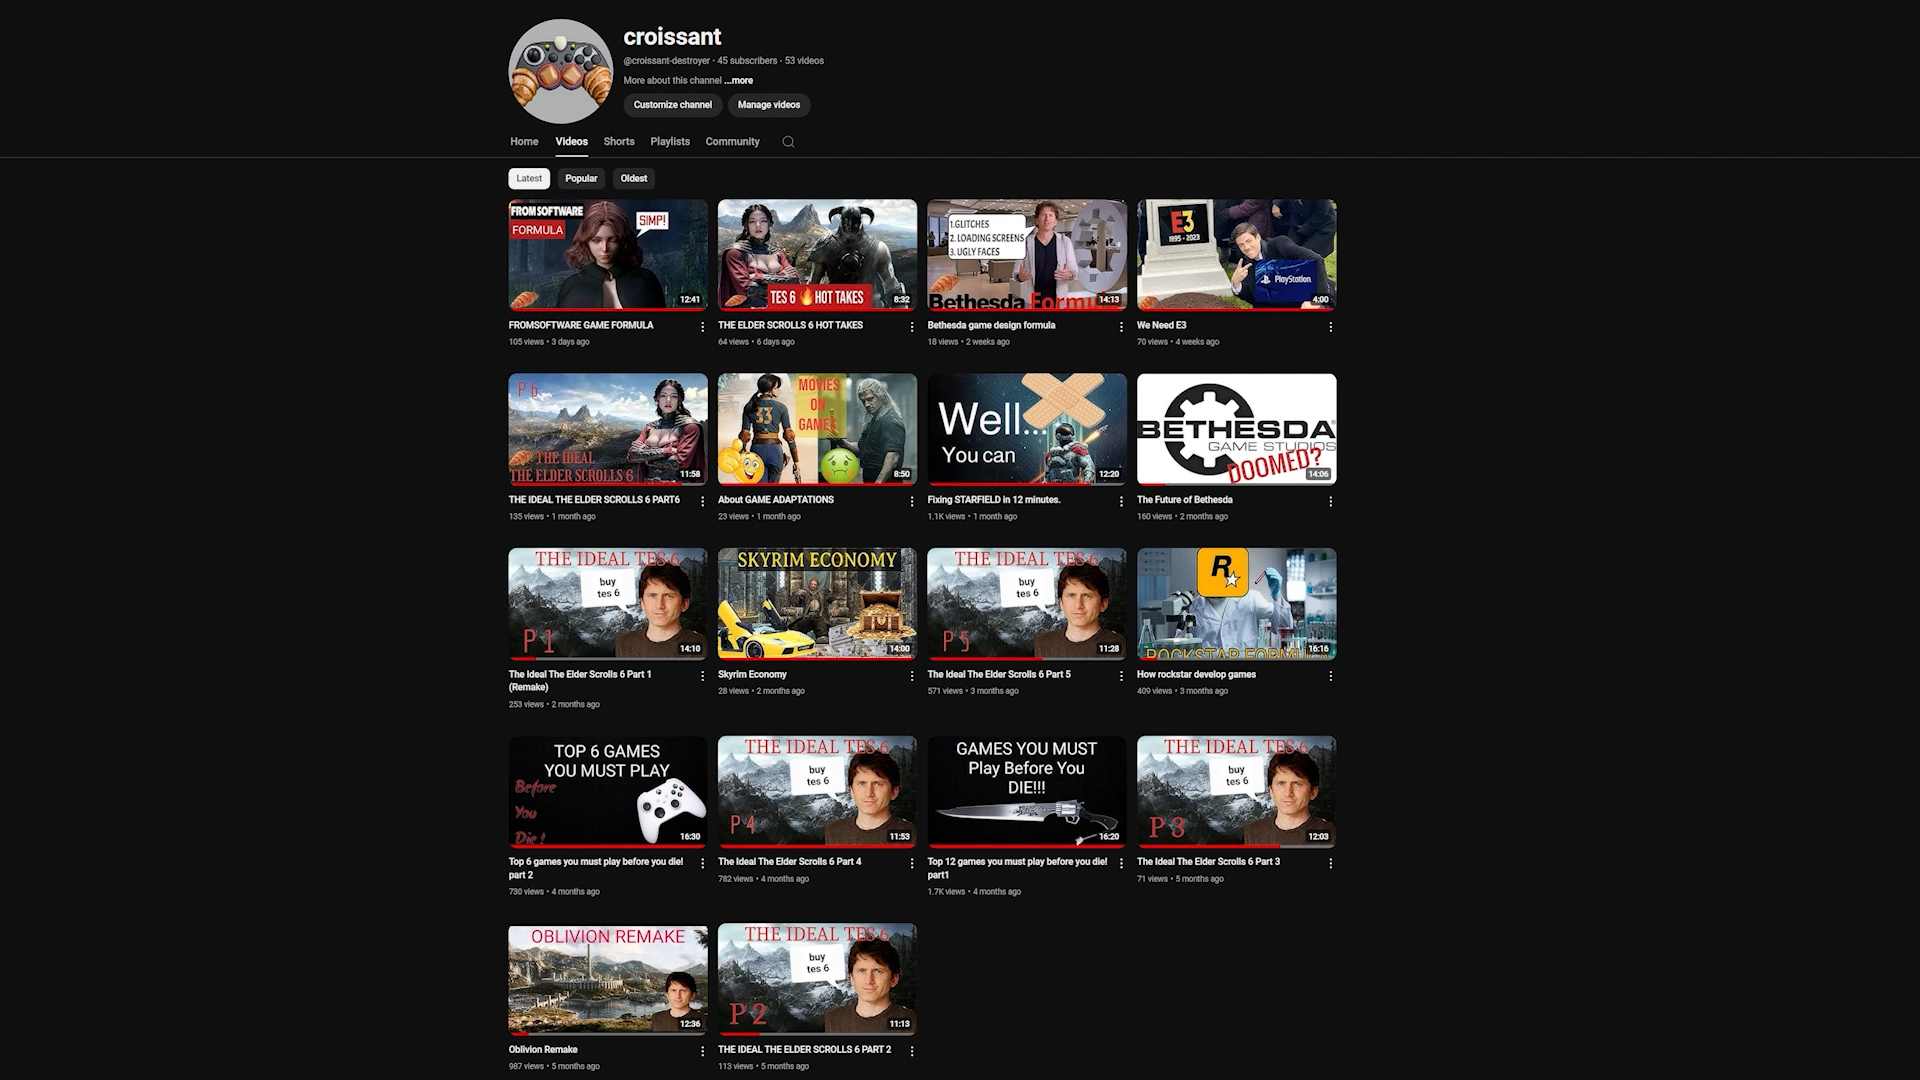 croissant
@croissant-destroyer · 45 subscribers · 53 videos
More about this channel ...more
Customize channel
Manage videos
Home
Videos
Shorts
Playlists
Community
Latest
Popular
Oldest
FROMSOFTWARE
FORMULA
SIMP!
12:41
FROMSOFTWARE GAME FORMULA
105 views • 3 days ago
TES 6 HOT TAKES
8:32
THE ELDER SCROLLS 6 HOT TAKES
64 views • 6 days ago
1.GLITCHES
2. LOADING SCREENS
3. UGLY FACES
Bethesda Formula
14:13
Bethesda game design formula
18 views • 2 weeks ago
E3
1995 - 2023
PlayStation
4:00
We Need E3
70 views • 4 weeks ago
P 6
THE IDEAL
THE ELDER SCROLLS 6
11:58
THE IDEAL THE ELDER SCROLLS 6 PART6
135 views • 1 month ago
33
MOVIES
ON
GAMES
8:50
About GAME ADAPTATIONS
23 views • 1 month ago
Well...
You can
12:20
Fixing STARFIELD in 12 minutes.
1.1K views • 1 month ago
BETHESDA
GAME STUDIOS
DOOMED?
14:06
The Future of Bethesda
160 views • 2 months ago
THE IDEAL TES 6
buy
tes 6
P 1
14:10
The Ideal The Elder Scrolls 6 Part 1
(Remake)
253 views • 2 months ago
SKYRIM ECONOMY
14:00
Skyrim Economy
28 views • 2 months ago
THE IDEAL TES 6
buy
tes 6
P 5
11:28
The Ideal The Elder Scrolls 6 Part 5
571 views • 3 months ago
R
ROCKSTAR FORMULA
16:16
How rockstar develop games
409 views • 3 months ago
TOP 6 GAMES
YOU MUST PLAY
Before
You
Die!
16:30
Top 6 games you must play before you die!
part 2
730 views • 4 months ago
THE IDEAL TES 6
buy
tes 6
P 4
11:53
The Ideal The Elder Scrolls 6 Part 4
782 views • 4 months ago
GAMES YOU MUST
Play Before You
DIE!!!
16:20
Top 12 games you must play before you die!
part1
1.7K views • 4 months ago
THE IDEAL TES 6
buy
tes 6
P 3
12:03
The Ideal The Elder Scrolls 6 Part 3
71 views • 5 months ago
OBLIVION REMAKE
12:36
Oblivion Remake
987 views • 5 months ago
THE IDEAL TES 6
buy
tes 6
P 2
11:13
THE IDEAL THE ELDER SCROLLS 6 PART 2
113 views • 5 months ago